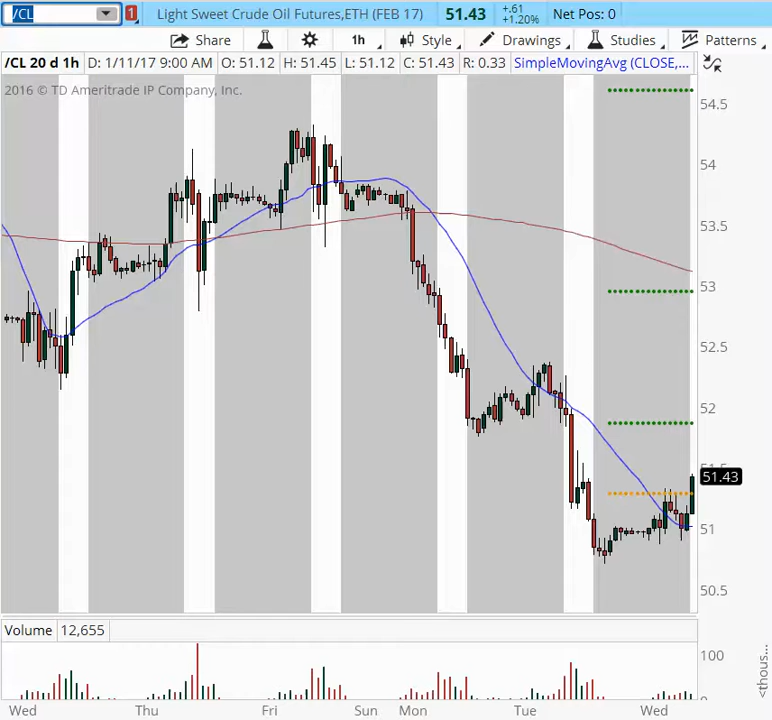 /CL 1 Light Sweet Crude Oil Futures,ETH (FEB 17) 51.43 +.61 +1.20% Net Pos: 0
Share 1h Style Drawings Studies Patterns
/CL 20 d 1h D: 1/11/17 9:00 AM O: 51.12 H: 51.45 L: 51.12 C: 51.43 R: 0.33 SimpleMovingAvg (CLOSE,...
2016 © TD Ameritrade IP Company, Inc.
54.5
54
53.5
53
52.5
52
51.43
51
50.5
Volume 12,655
100
0
<thous...
Wed Thu Fri Sun Mon Tue Wed